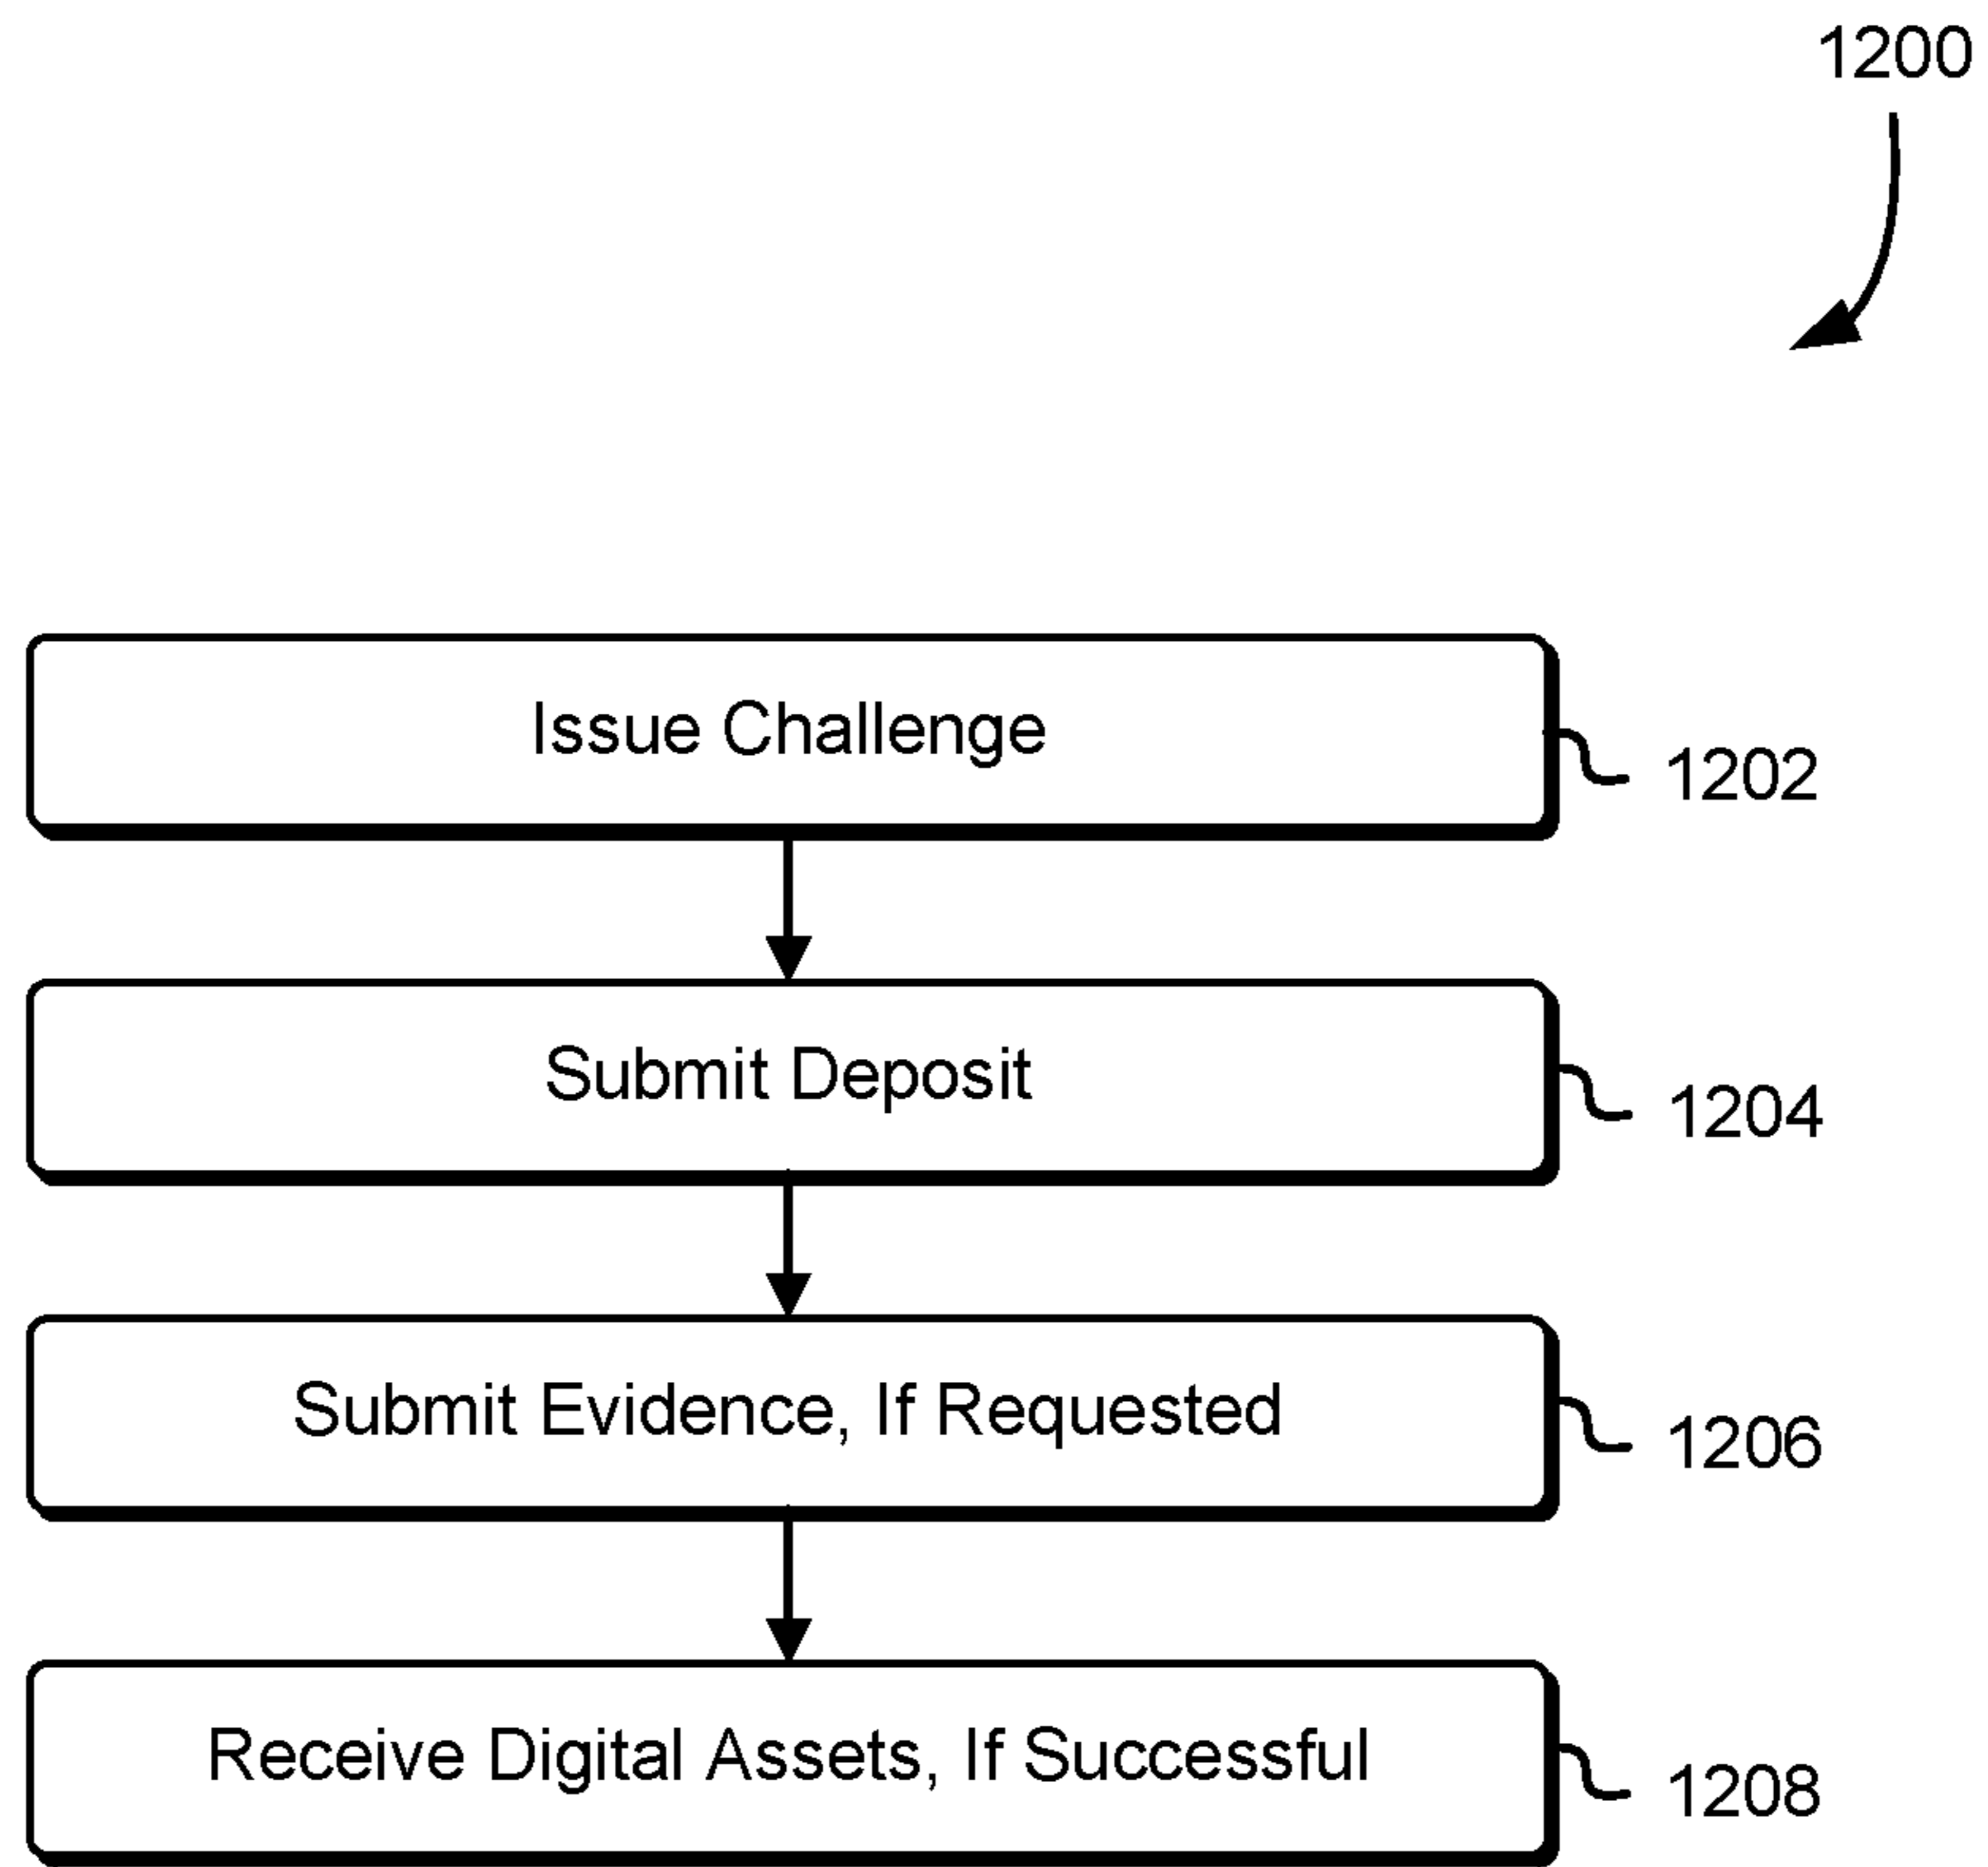 1200
Issue Challenge
1202
Submit Deposit
1204
Submit Evidence, If Requested
1206
Receive Digital Assets, If Successful
1208